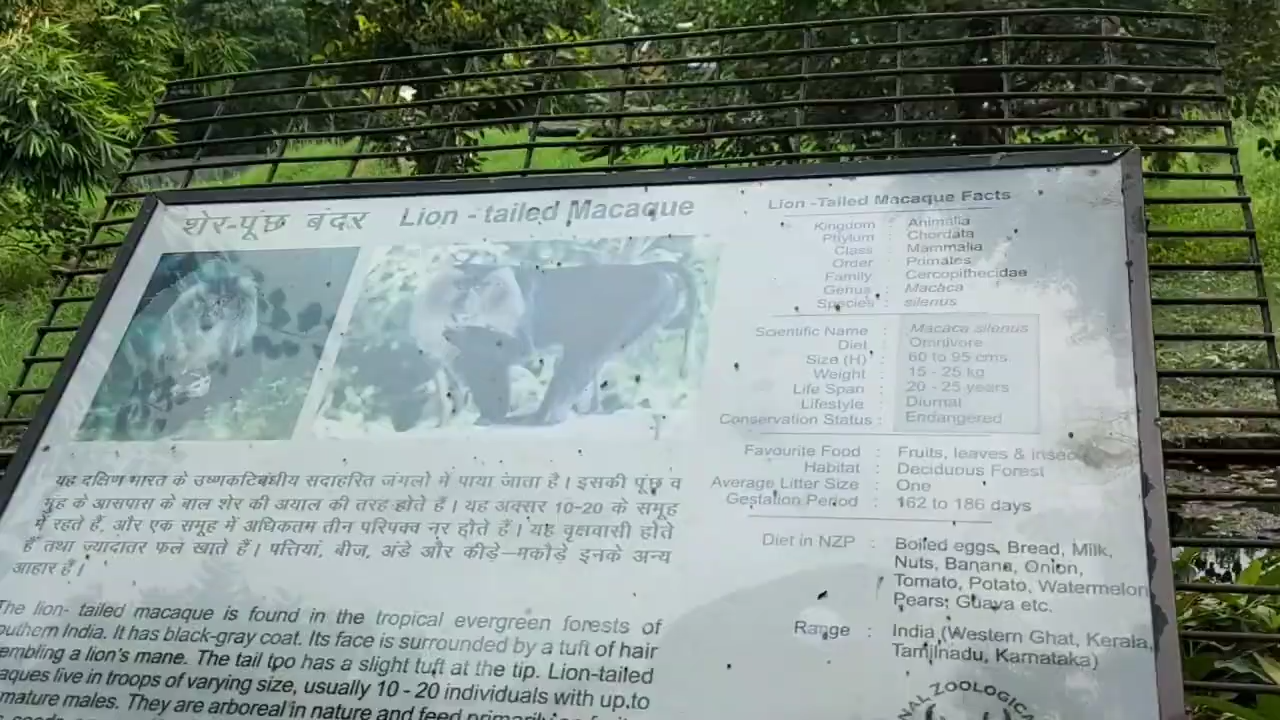 शेर-पूंछ बंदर Lion - tailed Macaque
यह दक्षिण भारत के उष्णकटिबंधीय सदाहरित जंगलो में पाया जाता है। इसकी पूंछ व
मुंह के आसपास के बाल शेर की अयाल की तरह होते हैं। यह अक्सर 10-20 के समूह
में रहते हैं, और एक समूह में अधिकतम तीन परिपक्व नर होते हैं। यह वृक्षवासी होते
हैं तथा ज्यादातर फल खाते हैं। पत्तियां, बीज, अंडे और कीड़े–मकौड़े इनके अन्य
आहार हैं।
The lion- tailed macaque is found in the tropical evergreen forests of
outhern India. It has black-gray coat. Its face is surrounded by a tuft of hair
embling a lion's mane. The tail too has a slight tuft at the tip. Lion-tailed
aques live in troops of varying size, usually 10 - 20 individuals with up to
mature males. They are arboreal in nature and feed primarily on
Lion -Tailed Macaque Facts
Kingdom : Animalia
Phylum : Chordata
Class : Mammalia
Order : Primates
Family : Cercopithecidae
Genus : Macaca
Species : silenus
Scientific Name : Macaca silenus
Diet : Omnivore
Size (H) : 60 to 95 cms
Weight : 15 - 25 kg
Life Span : 20 - 25 years
Lifestyle : Diurnal
Conservation Status : Endangered
Favourite Food : Fruits, leaves & insec
Habitat : Deciduous Forest
Average Litter Size : One
Gestation Period : 162 to 186 days
Diet in NZP : Boiled eggs, Bread, Milk,
Nuts, Banana, Onion,
Tomato, Potato, Watermelon
Pears, Guava etc.
Range : India (Western Ghat, Kerala,
Tamilnadu, Karnataka)
NAL ZOOLOGICA